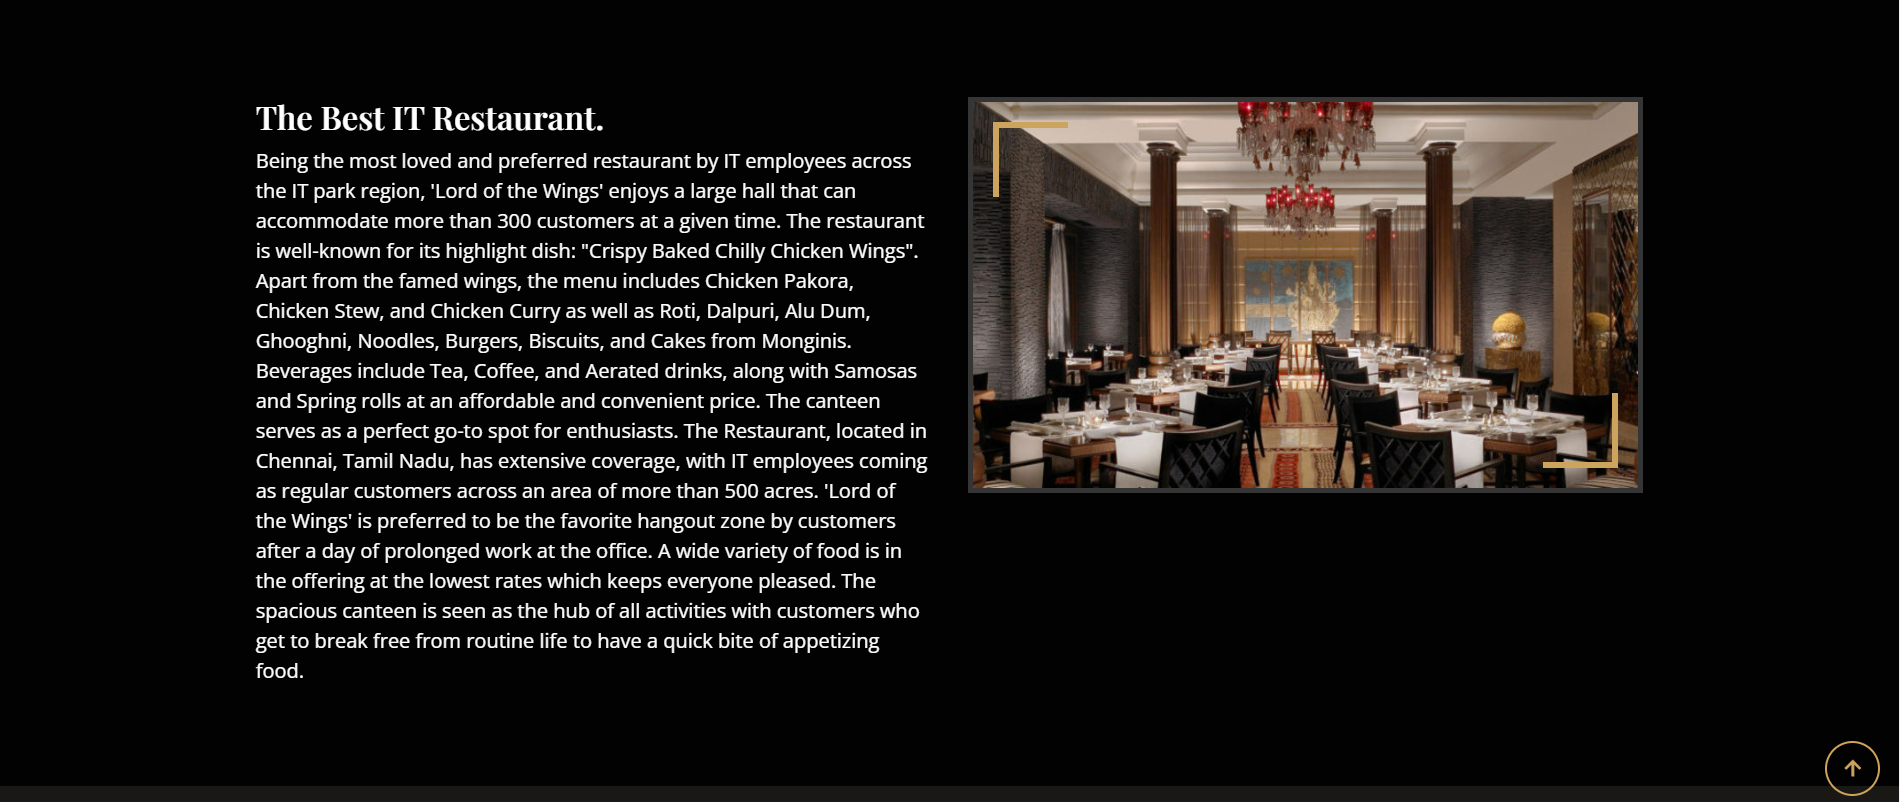 The Best IT Restaurant.
Being the most loved and preferred restaurant by IT employees across
the IT park region, 'Lord of the Wings' enjoys a large hall that can
accommodate more than 300 customers at a given time. The restaurant
is well-known for its highlight dish: "Crispy Baked Chilly Chicken Wings".
Apart from the famed wings, the menu includes Chicken Pakora,
Chicken Stew, and Chicken Curry as well as Roti, Dalpuri, Alu Dum,
Ghooghni, Noodles, Burgers, Biscuits, and Cakes from Monginis.
Beverages include Tea, Coffee, and Aerated drinks, along with Samosas
and Spring rolls at an affordable and convenient price. The canteen
serves as a perfect go-to spot for enthusiasts. The Restaurant, located in
Chennai, Tamil Nadu, has extensive coverage, with IT employees coming
as regular customers across an area of more than 500 acres. 'Lord of
the Wings' is preferred to be the favorite hangout zone by customers
after a day of prolonged work at the office. A wide variety of food is in
the offering at the lowest rates which keeps everyone pleased. The
spacious canteen is seen as the hub of all activities with customers who
get to break free from routine life to have a quick bite of appetizing
food.